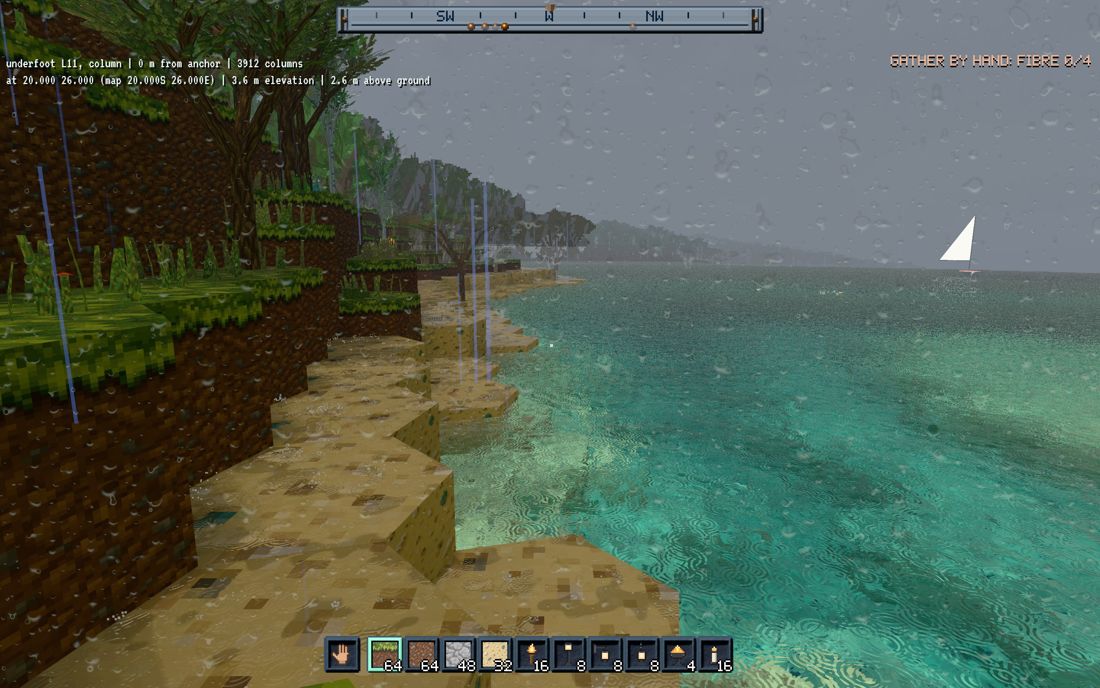 SW W NW
underfoot L11, column | 0 m from anchor | 3912 columns
at 20.000 26.000 (map 20.000S 26.000E) | 3.6 m elevation | 2.6 m above ground
GATHER BY HAND: FIBRE 0/4
64 64 48 32 16 8 8 8 4 16